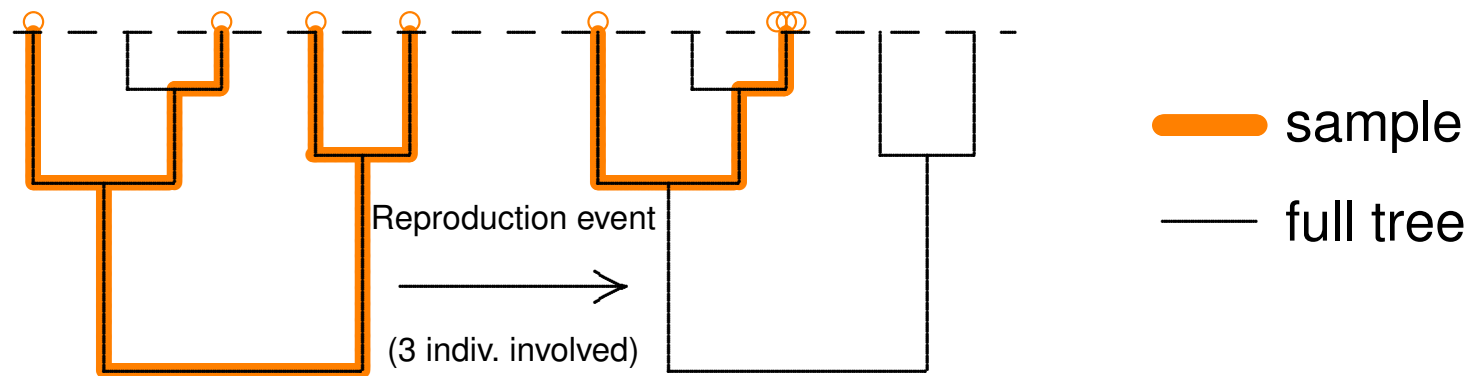 sample
Reproduction event
full tree
(3 indiv. involved)